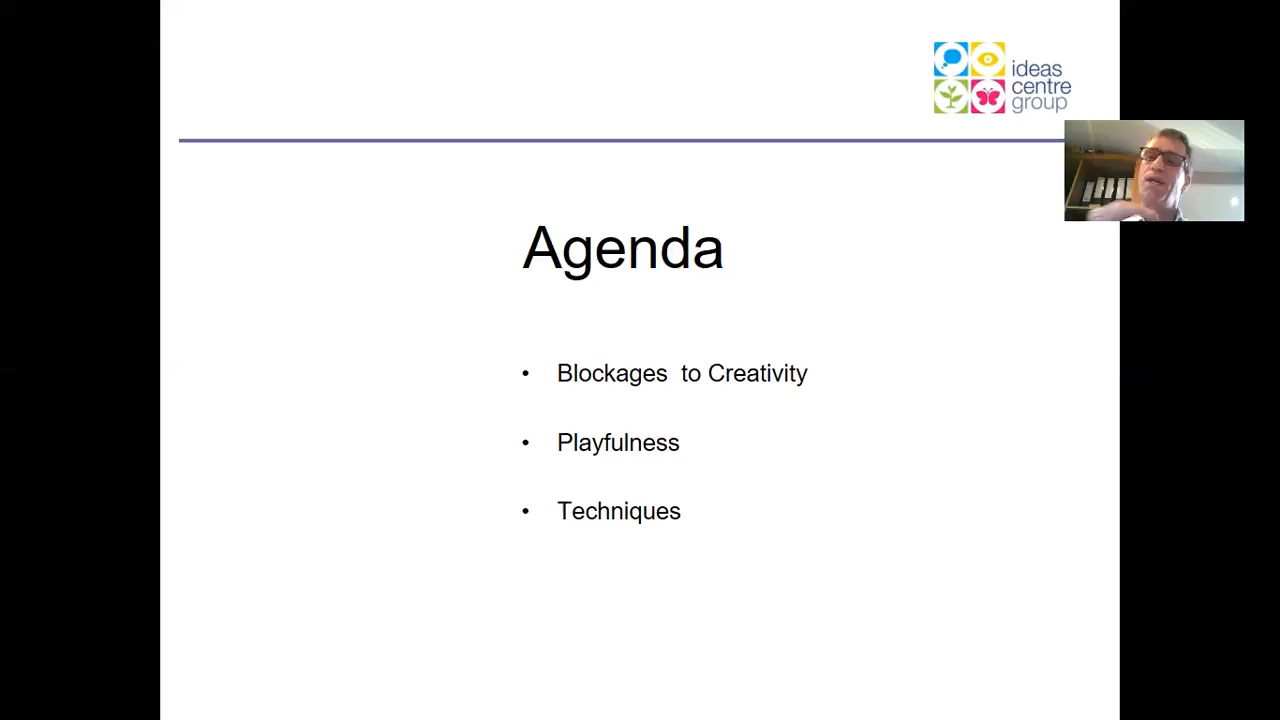 ideas
centre
group
Agenda
• Blockages  to Creativity
• Playfulness
• Techniques